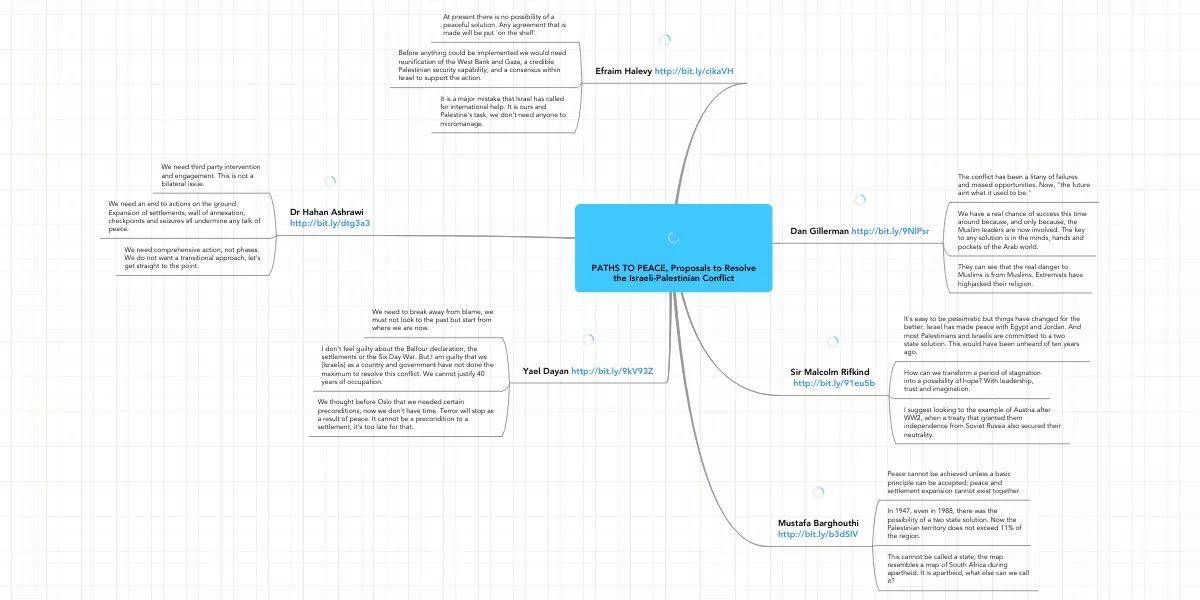 At present there is no possibility of a
peaceful solution. Any agreement that is
made will be put 'on the shelf'.
Before anything could be implemented we would need
reunification of the West Bank and Gaza, a credible
Palestinian security capability, and a consensus within
Israel to support the action.
It is a major mistake that Israel has called
for international help. It is ours and
Palestine's task, we don't need anyone to
micromanage.
Efraim Halevy http://bit.ly/cikaVH
We need third party intervention
and engagement. This is not a
bilateral issue.
We need an end to actions on the ground.
Expansion of settlements, wall of annexation,
checkpoints and seizures all undermine any talk of
peace.
We need comprehensive action, not phases.
We do not want a transitional approach, let's
get straight to the point.
Dr Hahan Ashrawi
http://bit.ly/dtg3a3
PATHS TO PEACE, Proposals to Resolve
the Israeli-Palestinian Conflict
Dan Gillerman http://bit.ly/9NlPsr
The conflict has been a litany of failures
and missed opportunities. Now, "the future
aint what it used to be."
We have a real chance of success this time
around because, and only because, the
Muslim leaders are now involved. The key
to any solution is in the minds, hands and
pockets of the Arab world.
They can see that the real danger to
Muslims is from Muslims. Extremists have
highjacked their religion.
We need to break away from blame, we
must not look to the past but start from
where we are now.
I don't feel guilty about the Balfour declaration, the
settlements or the Six Day War. But I am guilty that we
(Israelis) as a country and government have not done the
maximum to resolve this conflict. We cannot justify 40
years of occupation.
We thought before Oslo that we needed certain
preconditions, now we don't have time. Terror will stop as
a result of peace. It cannot be a precondition to a
settlement, it's too late for that.
Yael Dayan http://bit.ly/9kV93Z
Sir Malcolm Rifkind
http://bit.ly/91eu5b
It's easy to be pessimistic but things have changed for the
better. Israel has made peace with Egypt and Jordan. And
most Palestinians and Israelis are committed to a two
state solution. This would have been unheard of ten years
ago.
How can we transform a period of stagnation
into a possibility of hope? With leadership,
trust and imagination.
I suggest looking to the example of Austria after
WW2, when a treaty that granted them
independence from Soviet Russia also secured their
neutrality.
Mustafa Barghouthi
http://bit.ly/b3dSIV
Peace cannot be achieved unless a basic
principle can be accepted; peace and
settlement expansion cannot exist together.
In 1947, even in 1988, there was the
possibility of a two state solution. Now the
Palestinian territory does not exceed 11% of
the region.
This cannot be called a state; the map
resembles a map of South Africa during
apartheid. It is apartheid, what else can we call
it?